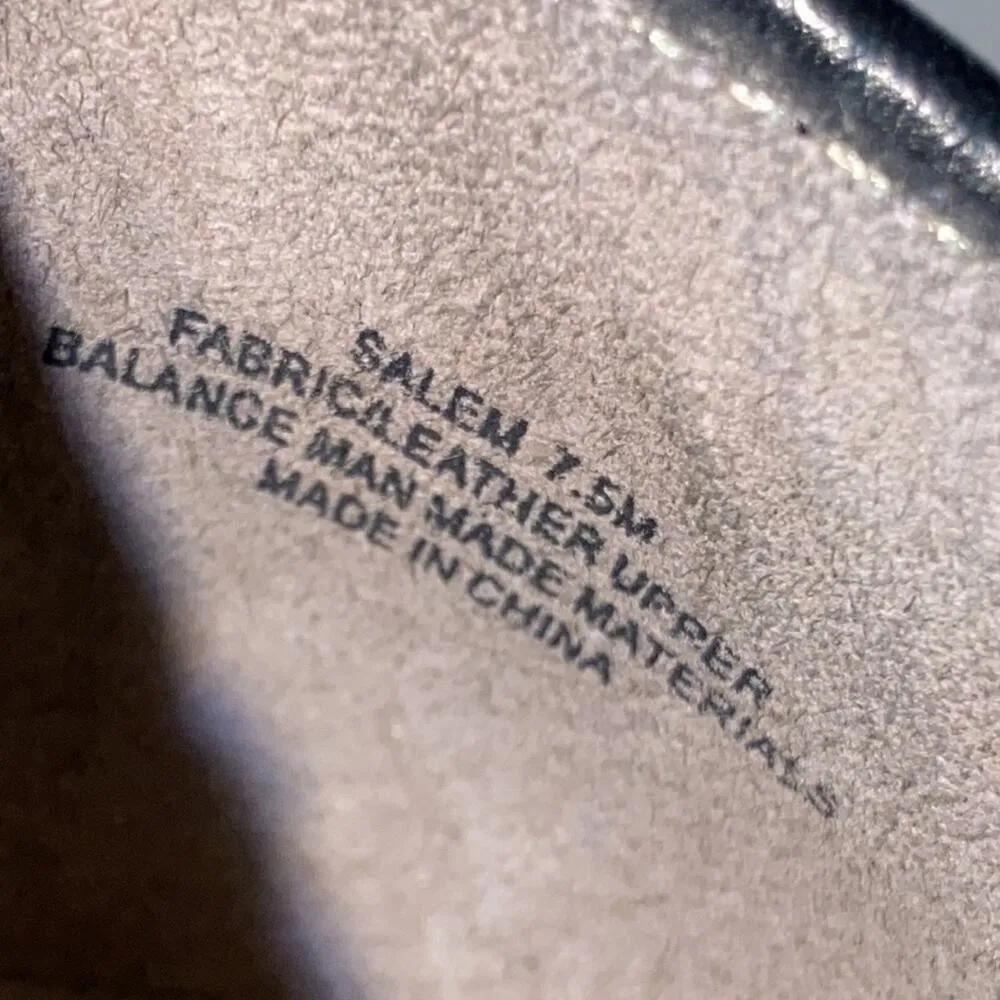 SALEM 7.5M
FABRIC/LEATHER UPPER
BALANCE MAN MADE MATERIALS
MADE IN CHINA